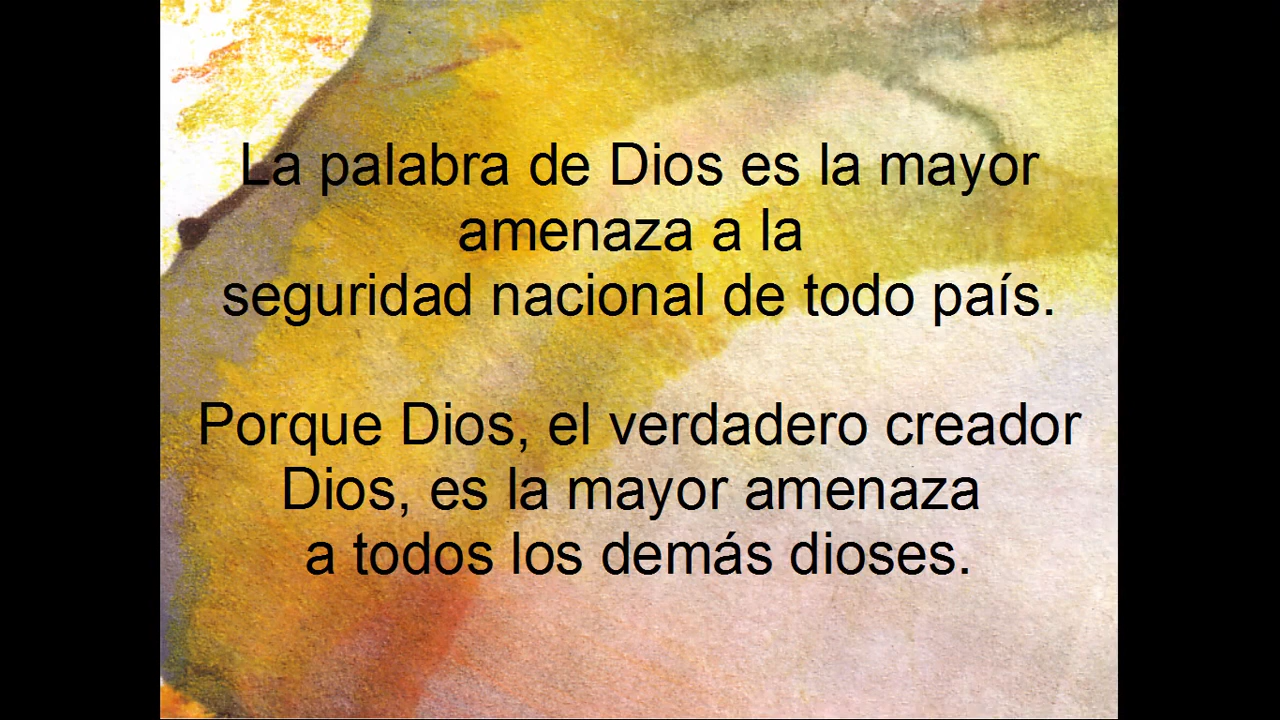 La palabra de Dios es la mayor
amenaza a la
seguridad nacional de todo país.
Porque Dios, el verdadero creador
Dios, es la mayor amenaza
a todos los demás dioses.